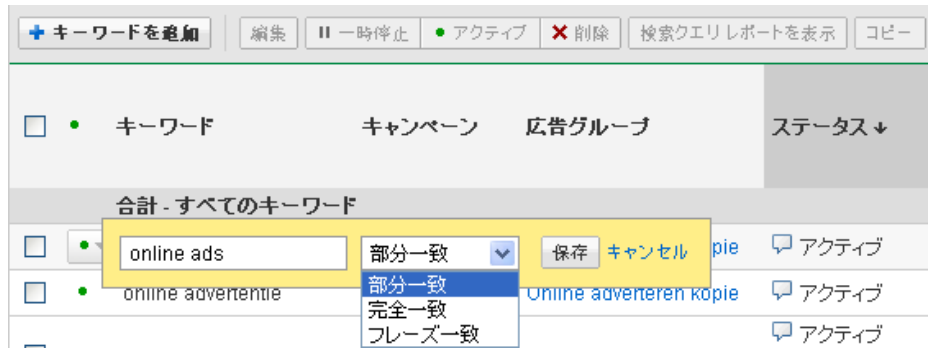 キーワードを追加 編集 一時停止 アクティブ 削除 検索クエリ レポートを表示 コピー
キーワード キャンペーン 広告グループ ステータス↓
合計 - すべてのキーワード
online ads 部分一致 保存 キャンセル pie アクティブ
部分一致
online advertentie Online adverteren kopie アクティブ
完全一致
フレーズ一致 アクティブ